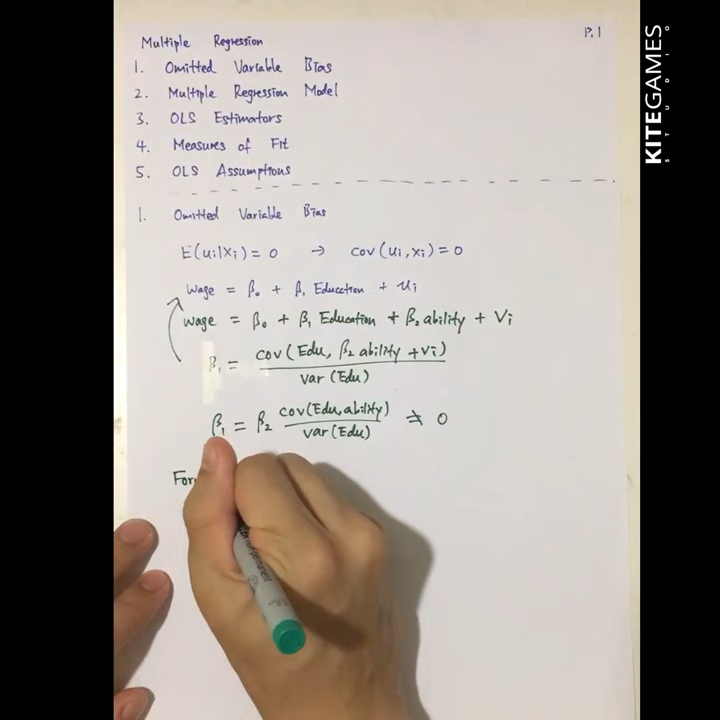 P.1
Multiple Regression
1. Omitted Variable Bias
2. Multiple Regression Model
3. OLS Estimators
4. Measures of Fit
5. OLS Assumptions
1. Omitted Variable Bias
E(ui|xi) = 0 → cov(ui, xi) = 0
wage = β₀ + β₁ Education + ui
wage = β₀ + β₁ Education + β₂ ability + Vi
β₁ = cov(Edu, β₂ ability + Vi) / var(Edu)
β₁ = β₂ cov(Edu, ability) / var(Edu) ≠ 0
KITEGAMES
STUDIO